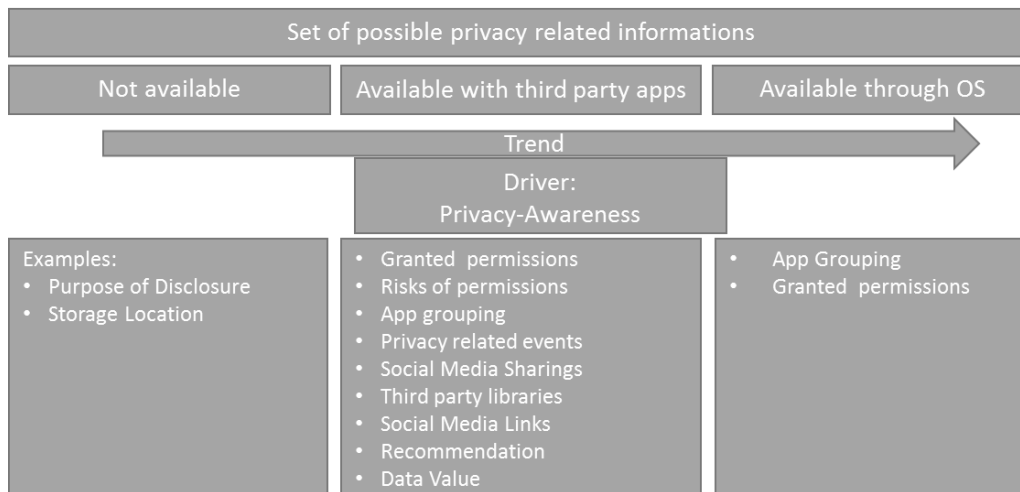 Set of possible privacy related informations
Not available
Available with third party apps
Available through OS
Trend
Driver:
Privacy-Awareness
Examples:
• Purpose of Disclosure
• Storage Location
• Granted permissions
• Risks of permissions
• App grouping
• Privacy related events
• Social Media Sharings
• Third party libraries
• Social Media Links
• Recommendation
• Data Value
• App Grouping
• Granted permissions